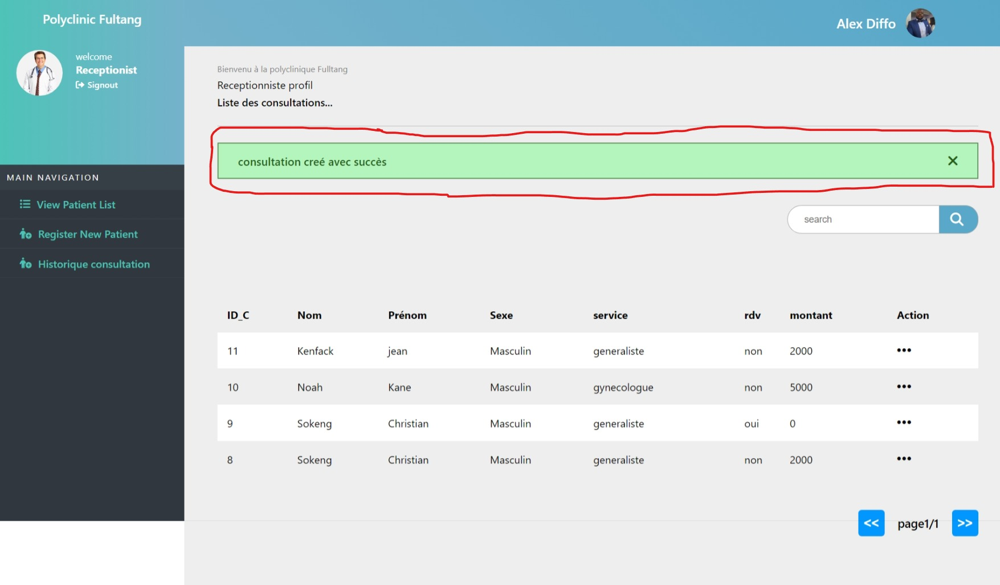 Polyclinic Fultang
Alex Diffo
welcome
Receptionist
Signout
MAIN NAVIGATION
View Patient List
Register New Patient
Historique consultation
Bienvenu à la polyclinique Fulltang
Receptionniste profil
Liste des consultations...
consultation creé avec succès
search
ID_C Nom Prénom Sexe service rdv montant Action
11 Kenfack jean Masculin generaliste non 2000 •••
10 Noah Kane Masculin gynecologue non 5000 •••
9 Sokeng Christian Masculin generaliste oui 0 •••
8 Sokeng Christian Masculin generaliste non 2000 •••
<< page1/1 >>